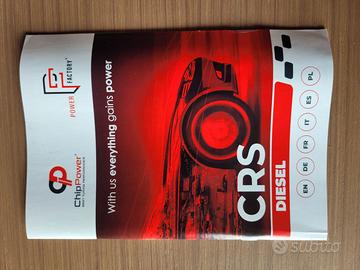 POWER
FACTORY
ChipPower®
With us everything gains power
CRS
DIESEL
EN DE FR IT ES PL
subito